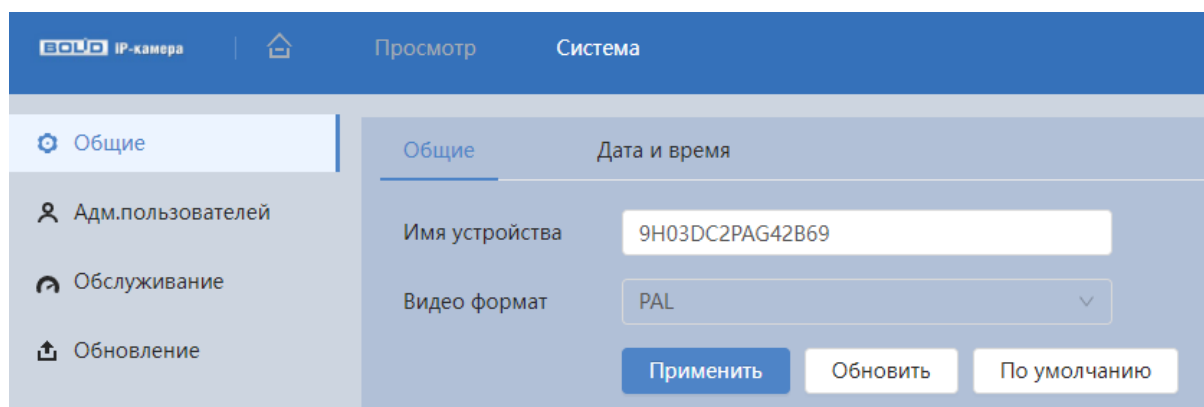 BOLID IP-камера Просмотр Система
Общие
Адм.пользователей
Обслуживание
Обновление
Общие Дата и время
Имя устройства 9H03DC2PAG42B69
Видео формат PAL
Применить Обновить По умолчанию